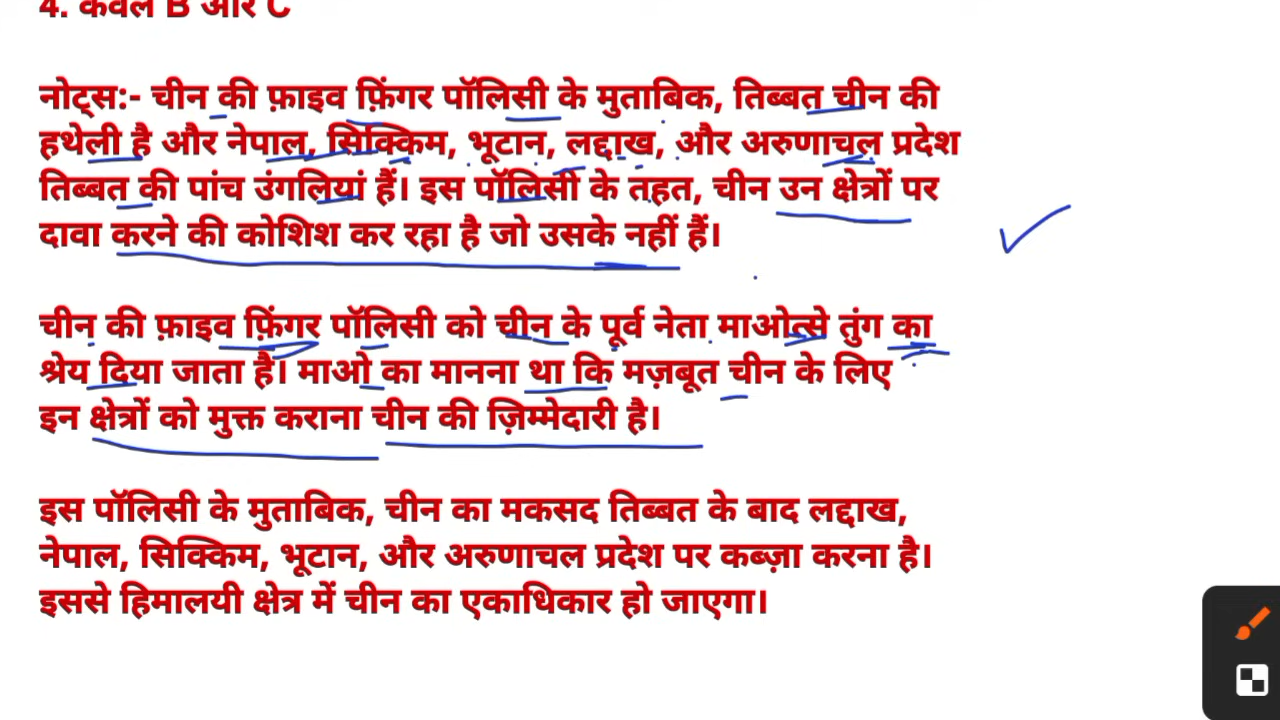 4. केवल B और C
नोट्स:- चीन की फ़ाइव फ़िंगर पॉलिसी के मुताबिक, तिब्बत चीन की
हथेली है और नेपाल, सिक्किम, भूटान, लद्दाख, और अरुणाचल प्रदेश
तिब्बत की पांच उंगलियां हैं। इस पॉलिसी के तहत, चीन उन क्षेत्रों पर
दावा करने की कोशिश कर रहा है जो उसके नहीं हैं।
चीन की फ़ाइव फ़िंगर पॉलिसी को चीन के पूर्व नेता माओत्से तुंग का
श्रेय दिया जाता है। माओ का मानना था कि मज़बूत चीन के लिए
इन क्षेत्रों को मुक्त कराना चीन की ज़िम्मेदारी है।
इस पॉलिसी के मुताबिक, चीन का मकसद तिब्बत के बाद लद्दाख,
नेपाल, सिक्किम, भूटान, और अरुणाचल प्रदेश पर कब्ज़ा करना है।
इससे हिमालयी क्षेत्र में चीन का एकाधिकार हो जाएगा।